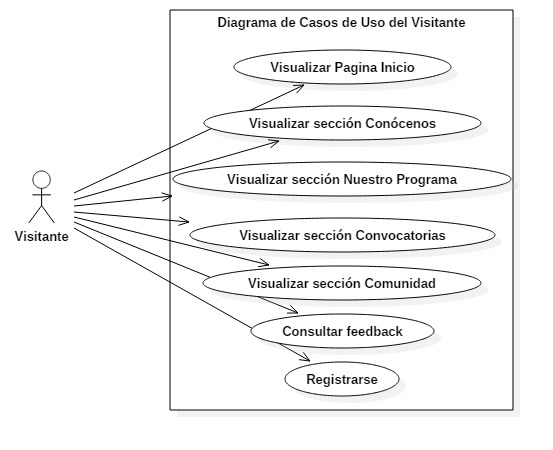 Diagrama de Casos de Uso del Visitante
Visualizar Pagina Inicio
Visualizar sección Conócenos
Visualizar sección Nuestro Programa
Visualizar sección Convocatorias
Visitante
Visualizar sección Comunidad
Consultar feedback
Registrarse